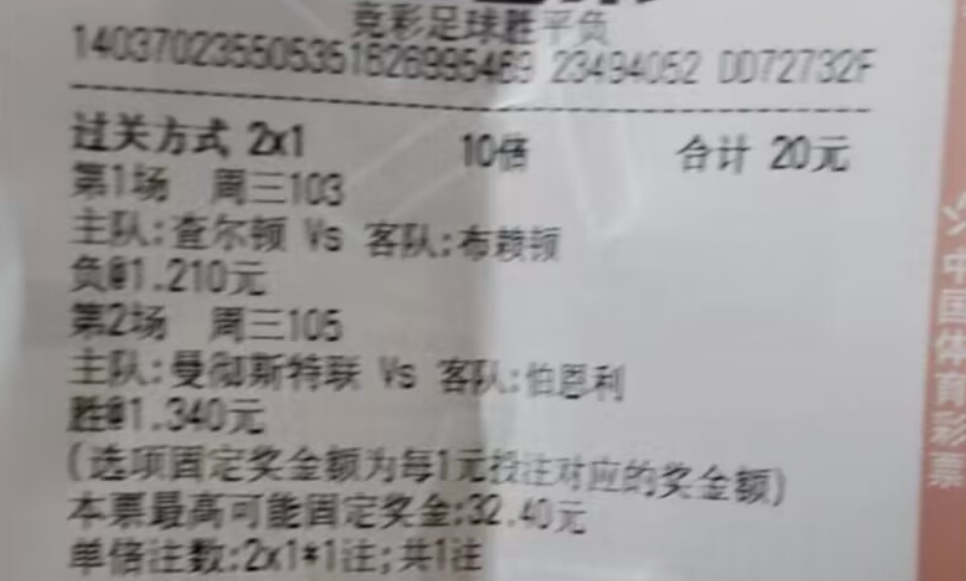 竞彩足球胜平负
140370235505351626995469 23494052 DD72732F
过关方式 2x1 10倍 合计 20元
第1场 周三103
主队:查尔顿 Vs 客队:布赖顿
负@1.210元
第2场 周三105
主队:曼彻斯特联 Vs 客队:伯恩利
胜@1.340元
(选项固定奖金额为每1元投注对应的奖金额)
本票最高可能固定奖金:32.40元
单倍注数:2x1*1注;共1注
中国体育彩票